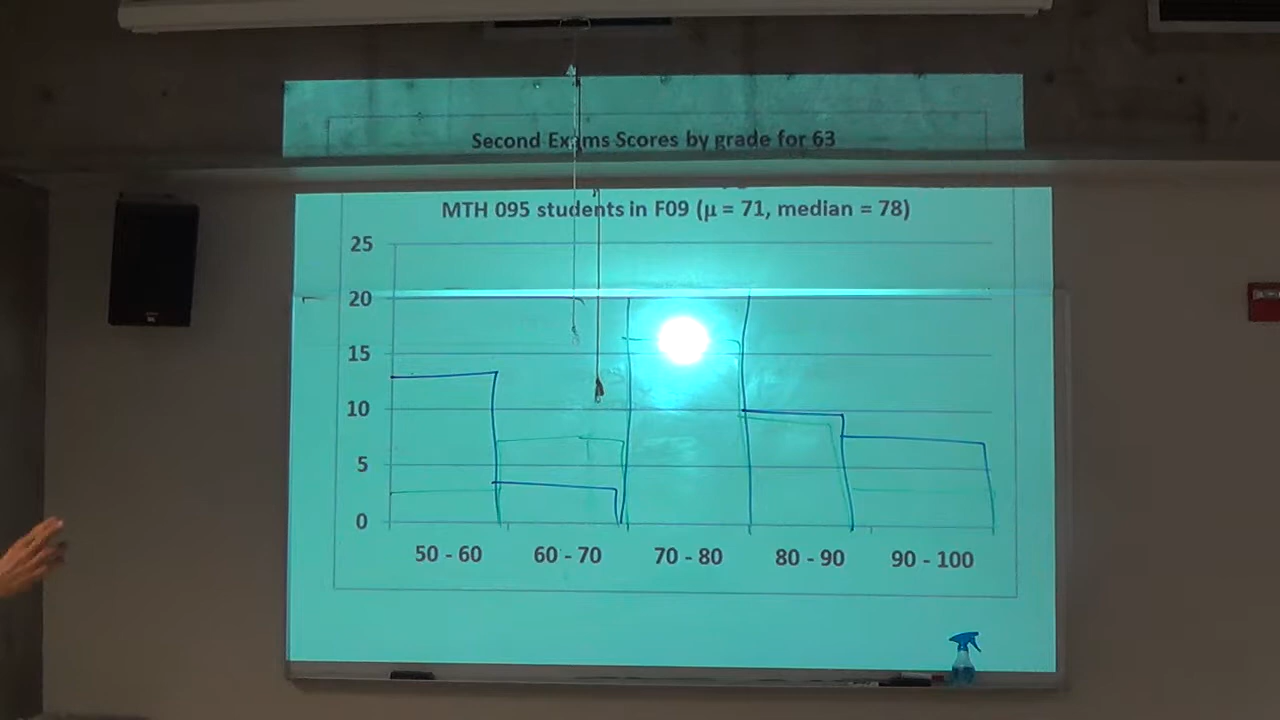 Second Exams Scores by grade for 63
MTH 095 students in F09 (μ = 71, median = 78)
25
20
15
10
5
0
50 - 60 60 - 70 70 - 80 80 - 90 90 - 100